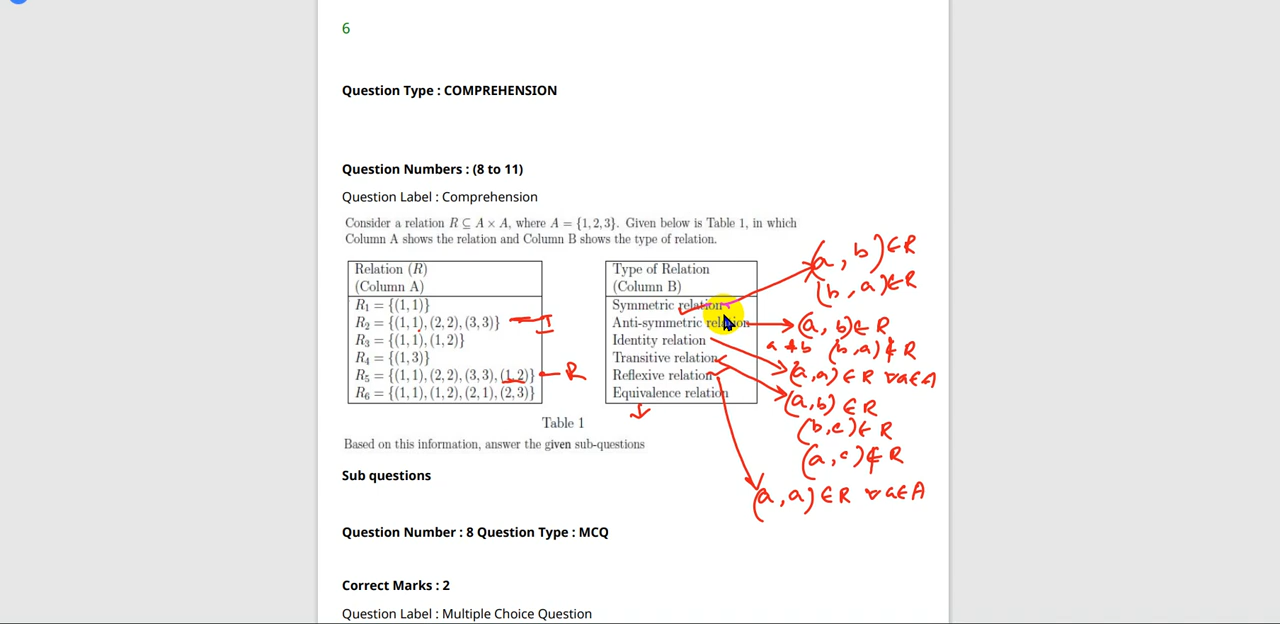 6
Question Type : COMPREHENSION
Question Numbers : (8 to 11)
Question Label : Comprehension
Consider a relation R ⊆ A × A, where A = {1, 2, 3}. Given below is Table 1, in which
Column A shows the relation and Column B shows the type of relation.
Relation (R)
(Column A)
R₁ = {(1, 1)}
R₂ = {(1, 1), (2, 2), (3, 3)}
R₃ = {(1, 1), (1, 2)}
R₄ = {(1, 3)}
R₅ = {(1, 1), (2, 2), (3, 3), (1, 2)}
R₆ = {(1, 1), (1, 2), (2, 1), (2, 3)}
I
R
Type of Relation
(Column B)
Symmetric relation
Anti-symmetric relation
Identity relation
Transitive relation
Reflexive relation
Equivalence relation
(a, b) ∈ R
(b, a) ∈ R
(a, b) ∈ R
a ≠ b (b, a) ∉ R
(a, a) ∈ R ∀ a ∈ A
(a, b) ∈ R
(b, c) ∈ R
(a, c) ∉ R
(a, a) ∈ R ∀ a ∈ A
Table 1
Based on this information, answer the given sub-questions
Sub questions
Question Number : 8 Question Type : MCQ
Correct Marks : 2
Question Label : Multiple Choice Question